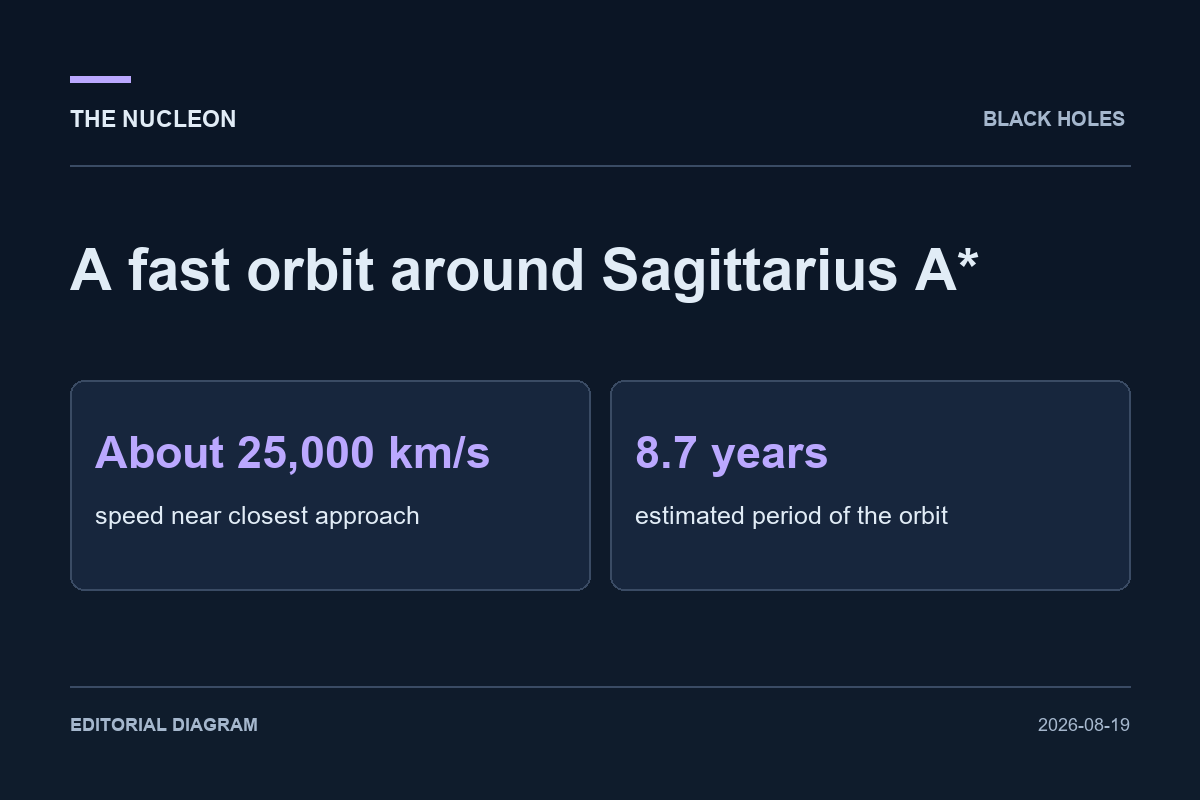 THE NUCLEON
BLACK HOLES
A fast orbit around Sagittarius A*
About 25,000 km/s
speed near closest approach
8.7 years
estimated period of the orbit
EDITORIAL DIAGRAM
2026-08-19